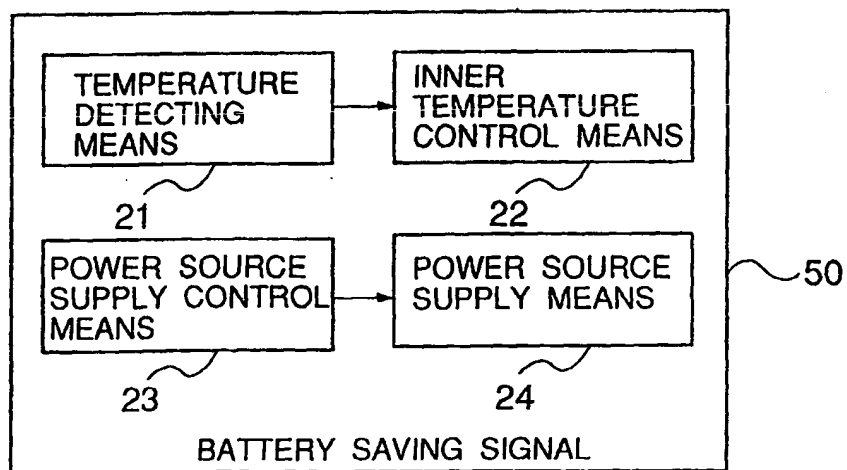 TEMPERATURE
DETECTING
MEANS
INNER
TEMPERATURE
CONTROL MEANS
21
22
POWER SOURCE
SUPPLY CONTROL
MEANS
POWER SOURCE
SUPPLY MEANS
50
23
24
BATTERY SAVING SIGNAL